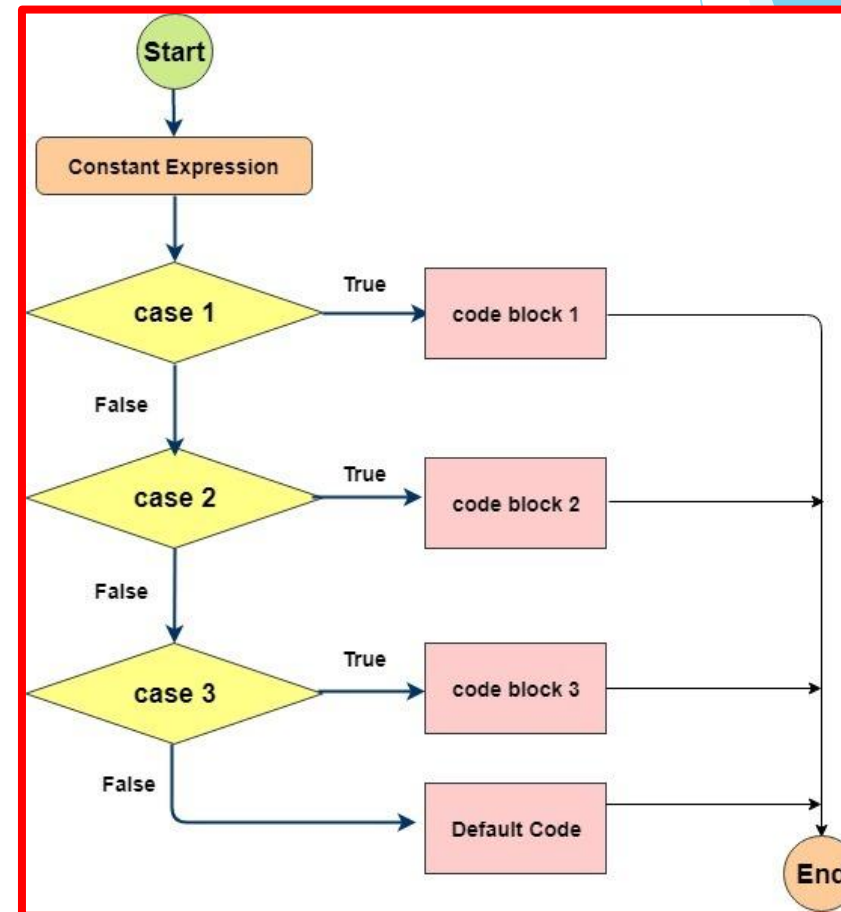 Start
Constant Expression
case 1
True
code block 1
False
case 2
True
code block 2
False
case 3
True
code block 3
False
Default Code
End